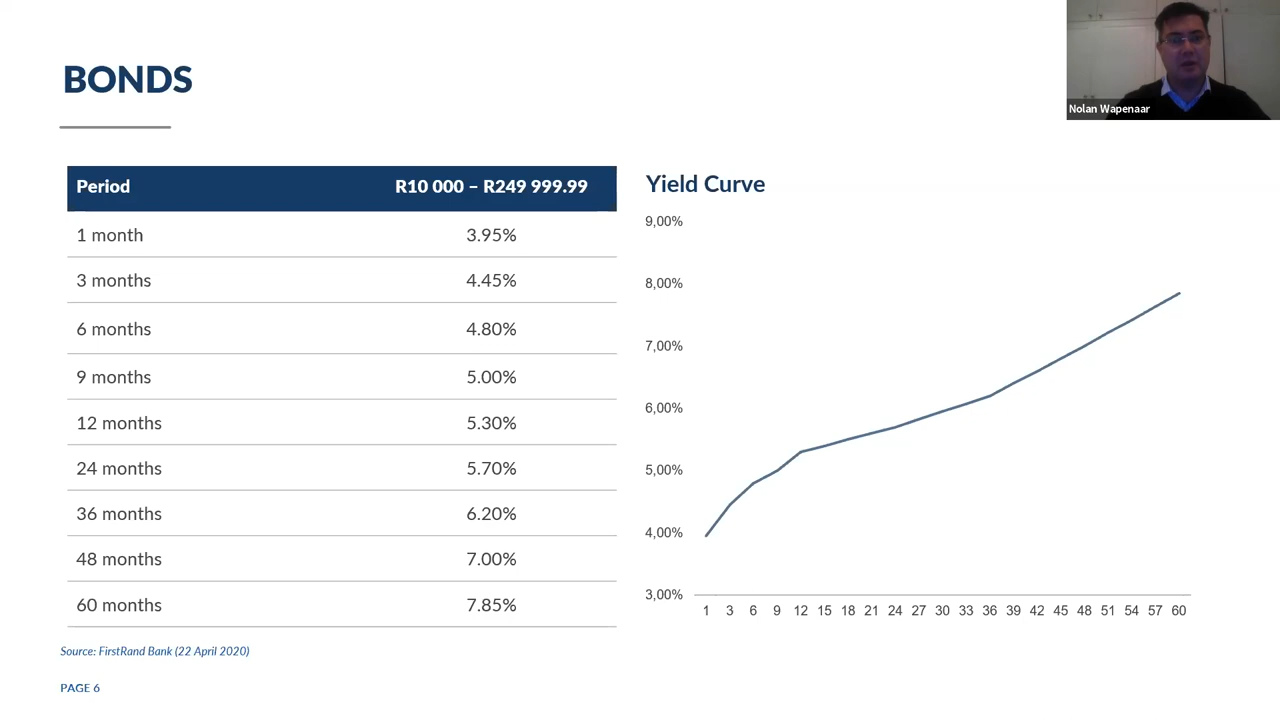 BONDS
Nolan Wapenaar
Period R10 000 – R249 999.99
1 month 3.95%
3 months 4.45%
6 months 4.80%
9 months 5.00%
12 months 5.30%
24 months 5.70%
36 months 6.20%
48 months 7.00%
60 months 7.85%
Source: FirstRand Bank (22 April 2020)
PAGE 6
Yield Curve
9,00%
8,00%
7,00%
6,00%
5,00%
4,00%
3,00%
1 3 6 9 12 15 18 21 24 27 30 33 36 39 42 45 48 51 54 57 60